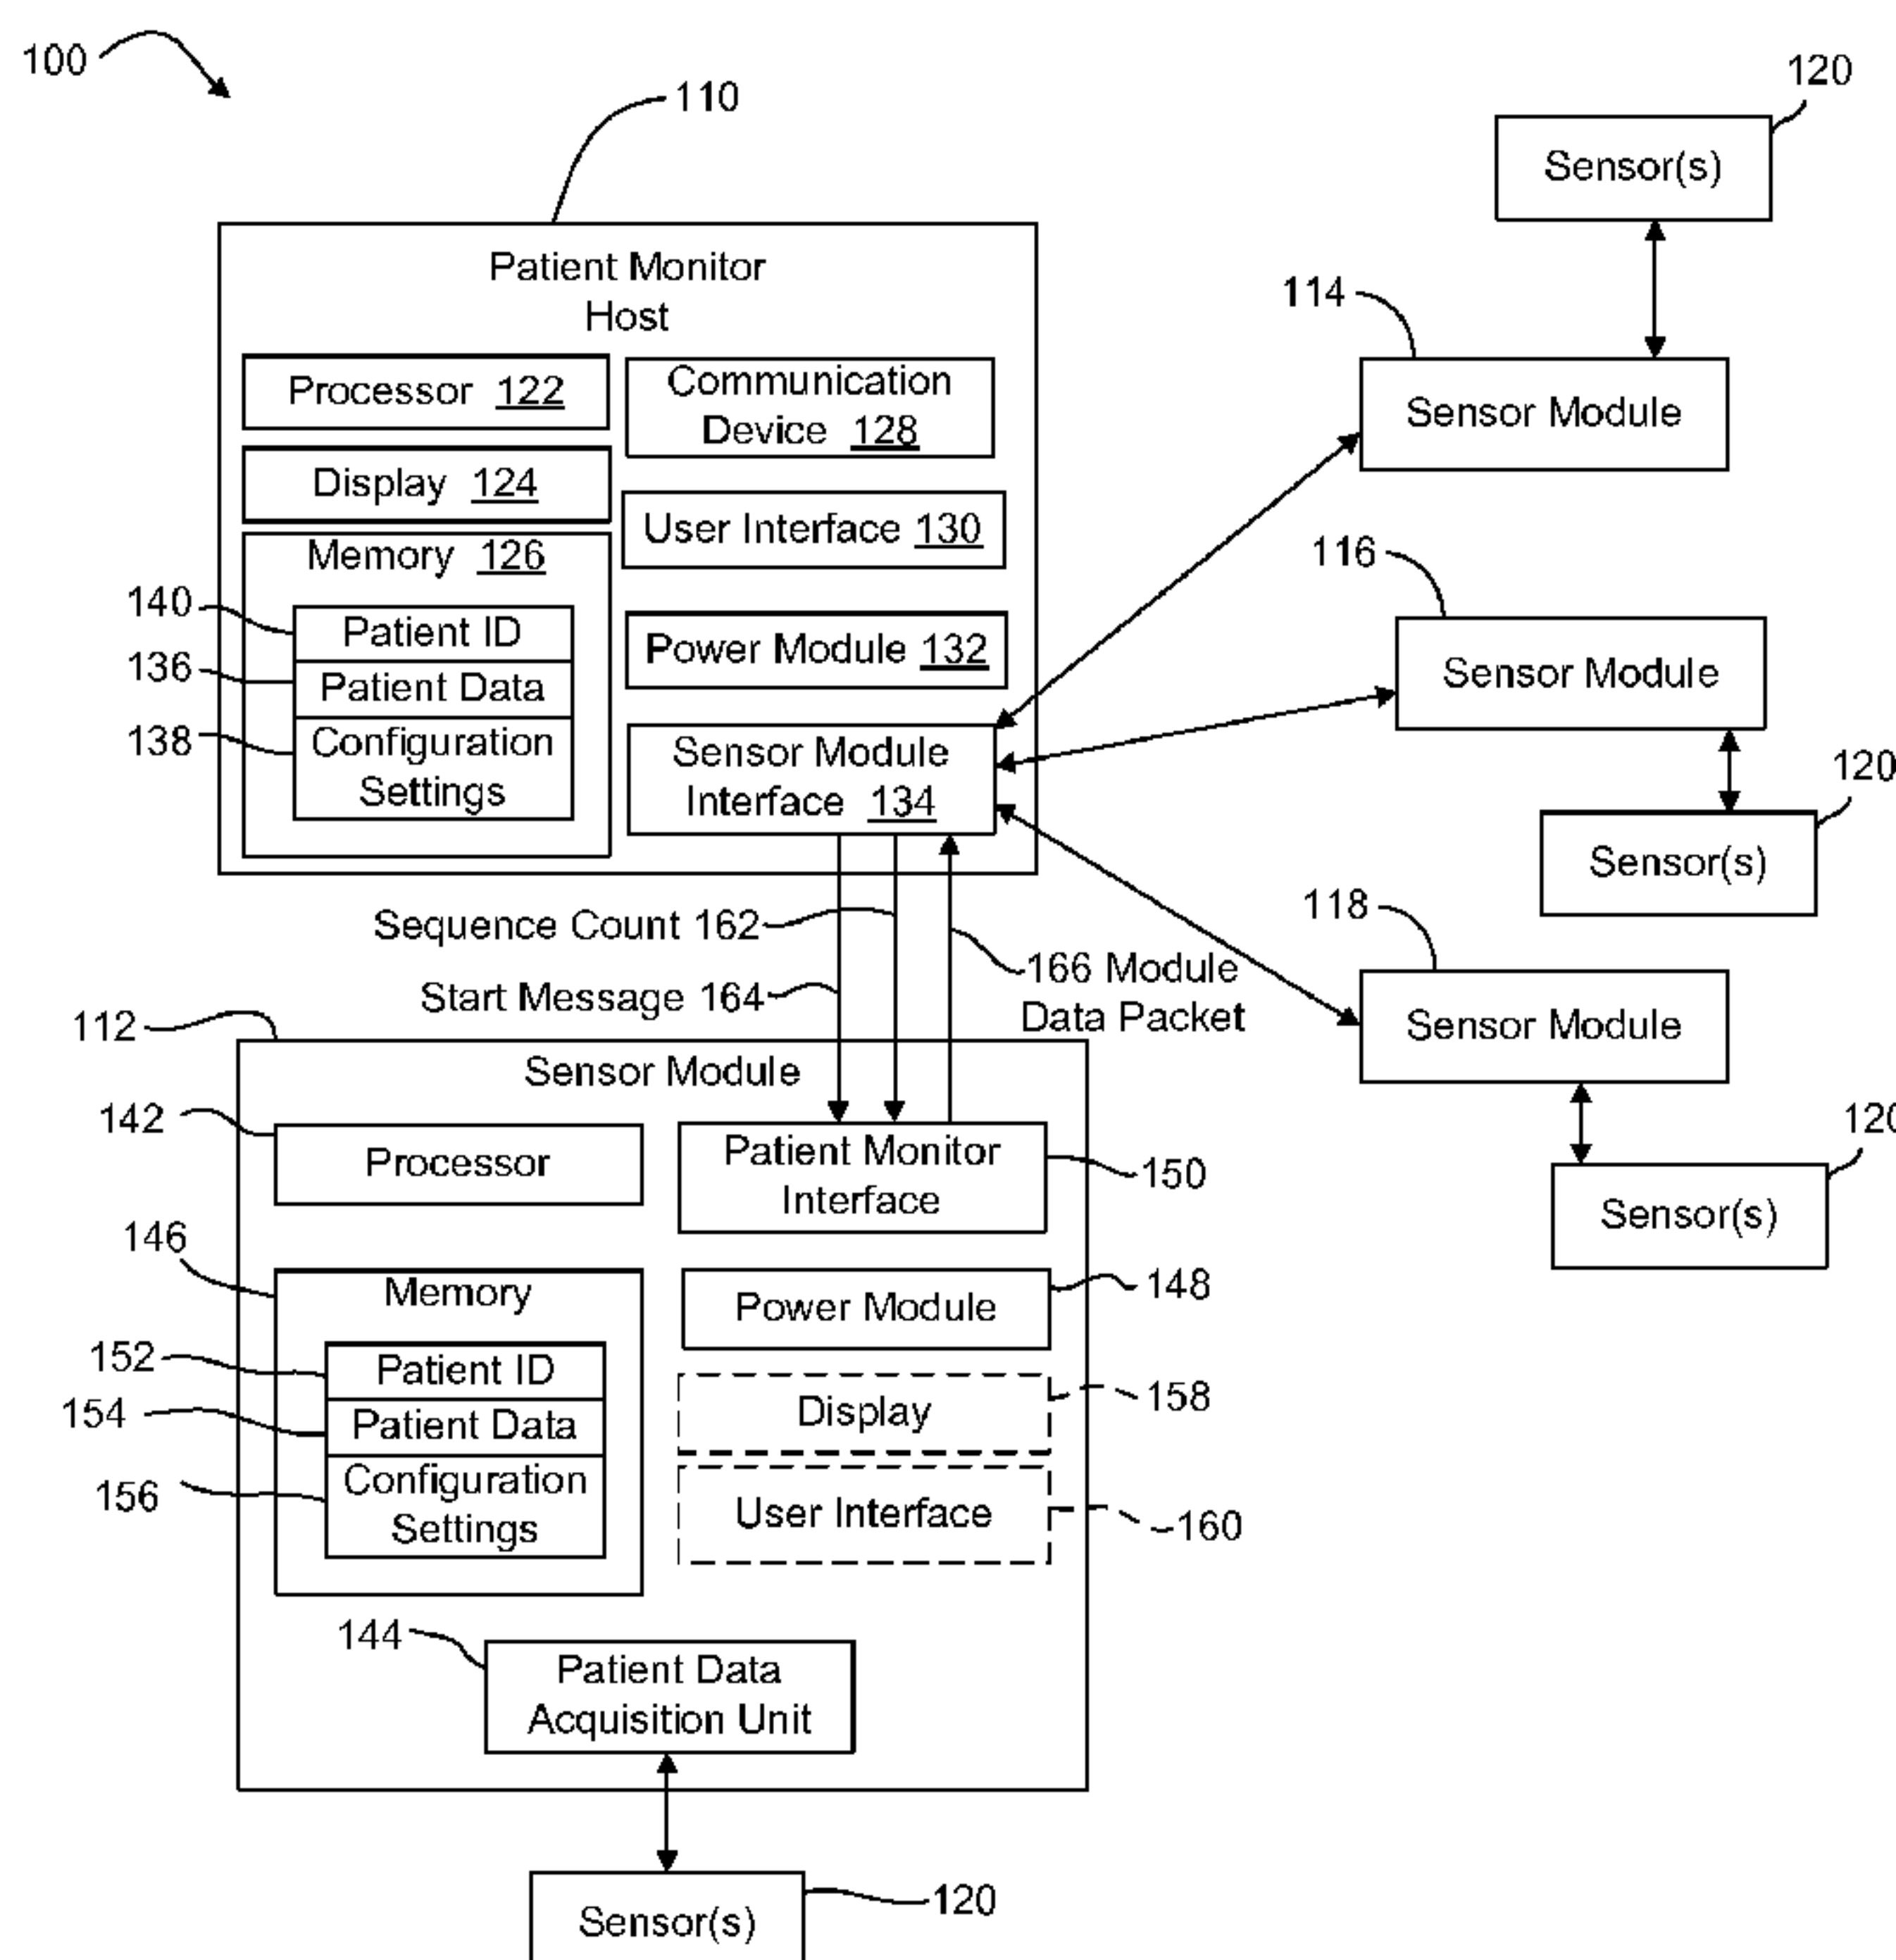 100
110
120
Sensor(s)
Patient Monitor
Host
114
Sensor Module
Processor 122
Communication
Device 128
Display 124
User Interface 130
Memory 126
116
140
Patient ID
136
Patient Data
138
Configuration
Settings
Power Module 132
Sensor Module
Sensor Module
Interface 134
120
Sensor(s)
118
Sequence Count 162
166 Module
Data Packet
Start Message 164
Sensor Module
112
Sensor Module
120
Sensor(s)
142
Processor
Patient Monitor
Interface
150
146
Memory
Power Module
148
152
Patient ID
154
Patient Data
156
Configuration
Settings
Display
158
User Interface
160
144
Patient Data
Acquisition Unit
Sensor(s)
120